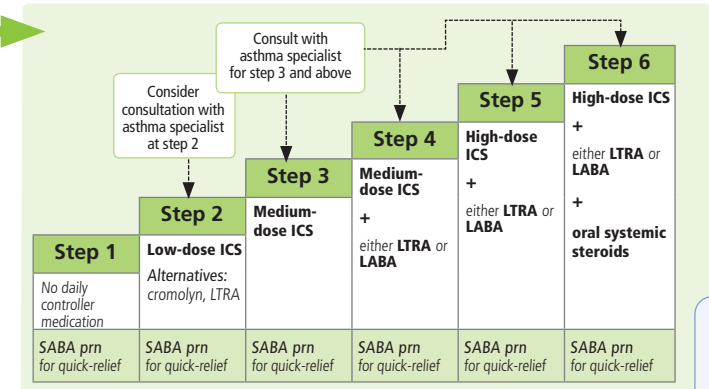 Consult with
asthma specialist
for step 3 and above
Consider
consultation with
asthma specialist
at step 2
Step 1
No daily
controller
medication
SABA prn
for quick-relief
Step 2
Low-dose ICS
Alternatives:
cromolyn, LTRA
SABA prn
for quick-relief
Step 3
Medium-
dose ICS
SABA prn
for quick-relief
Step 4
Medium-
dose ICS
+
either LTRA or
LABA
SABA prn
for quick-relief
Step 5
High-dose
ICS
+
either LTRA or
LABA
SABA prn
for quick-relief
Step 6
High-dose ICS
+
either LTRA or
LABA
+
oral systemic
steroids
SABA prn
for quick-relief